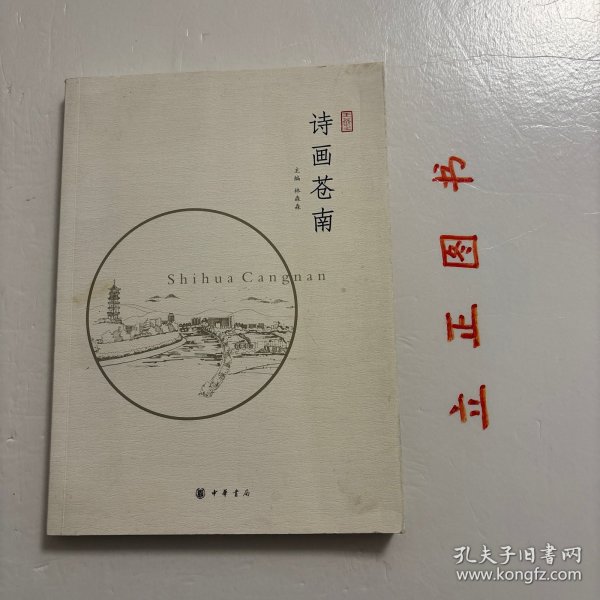 诗画苍南
主编 林森森
Shihua Cangnan
中华书局
立正图书
孔夫子旧书网
www.kongfz.com